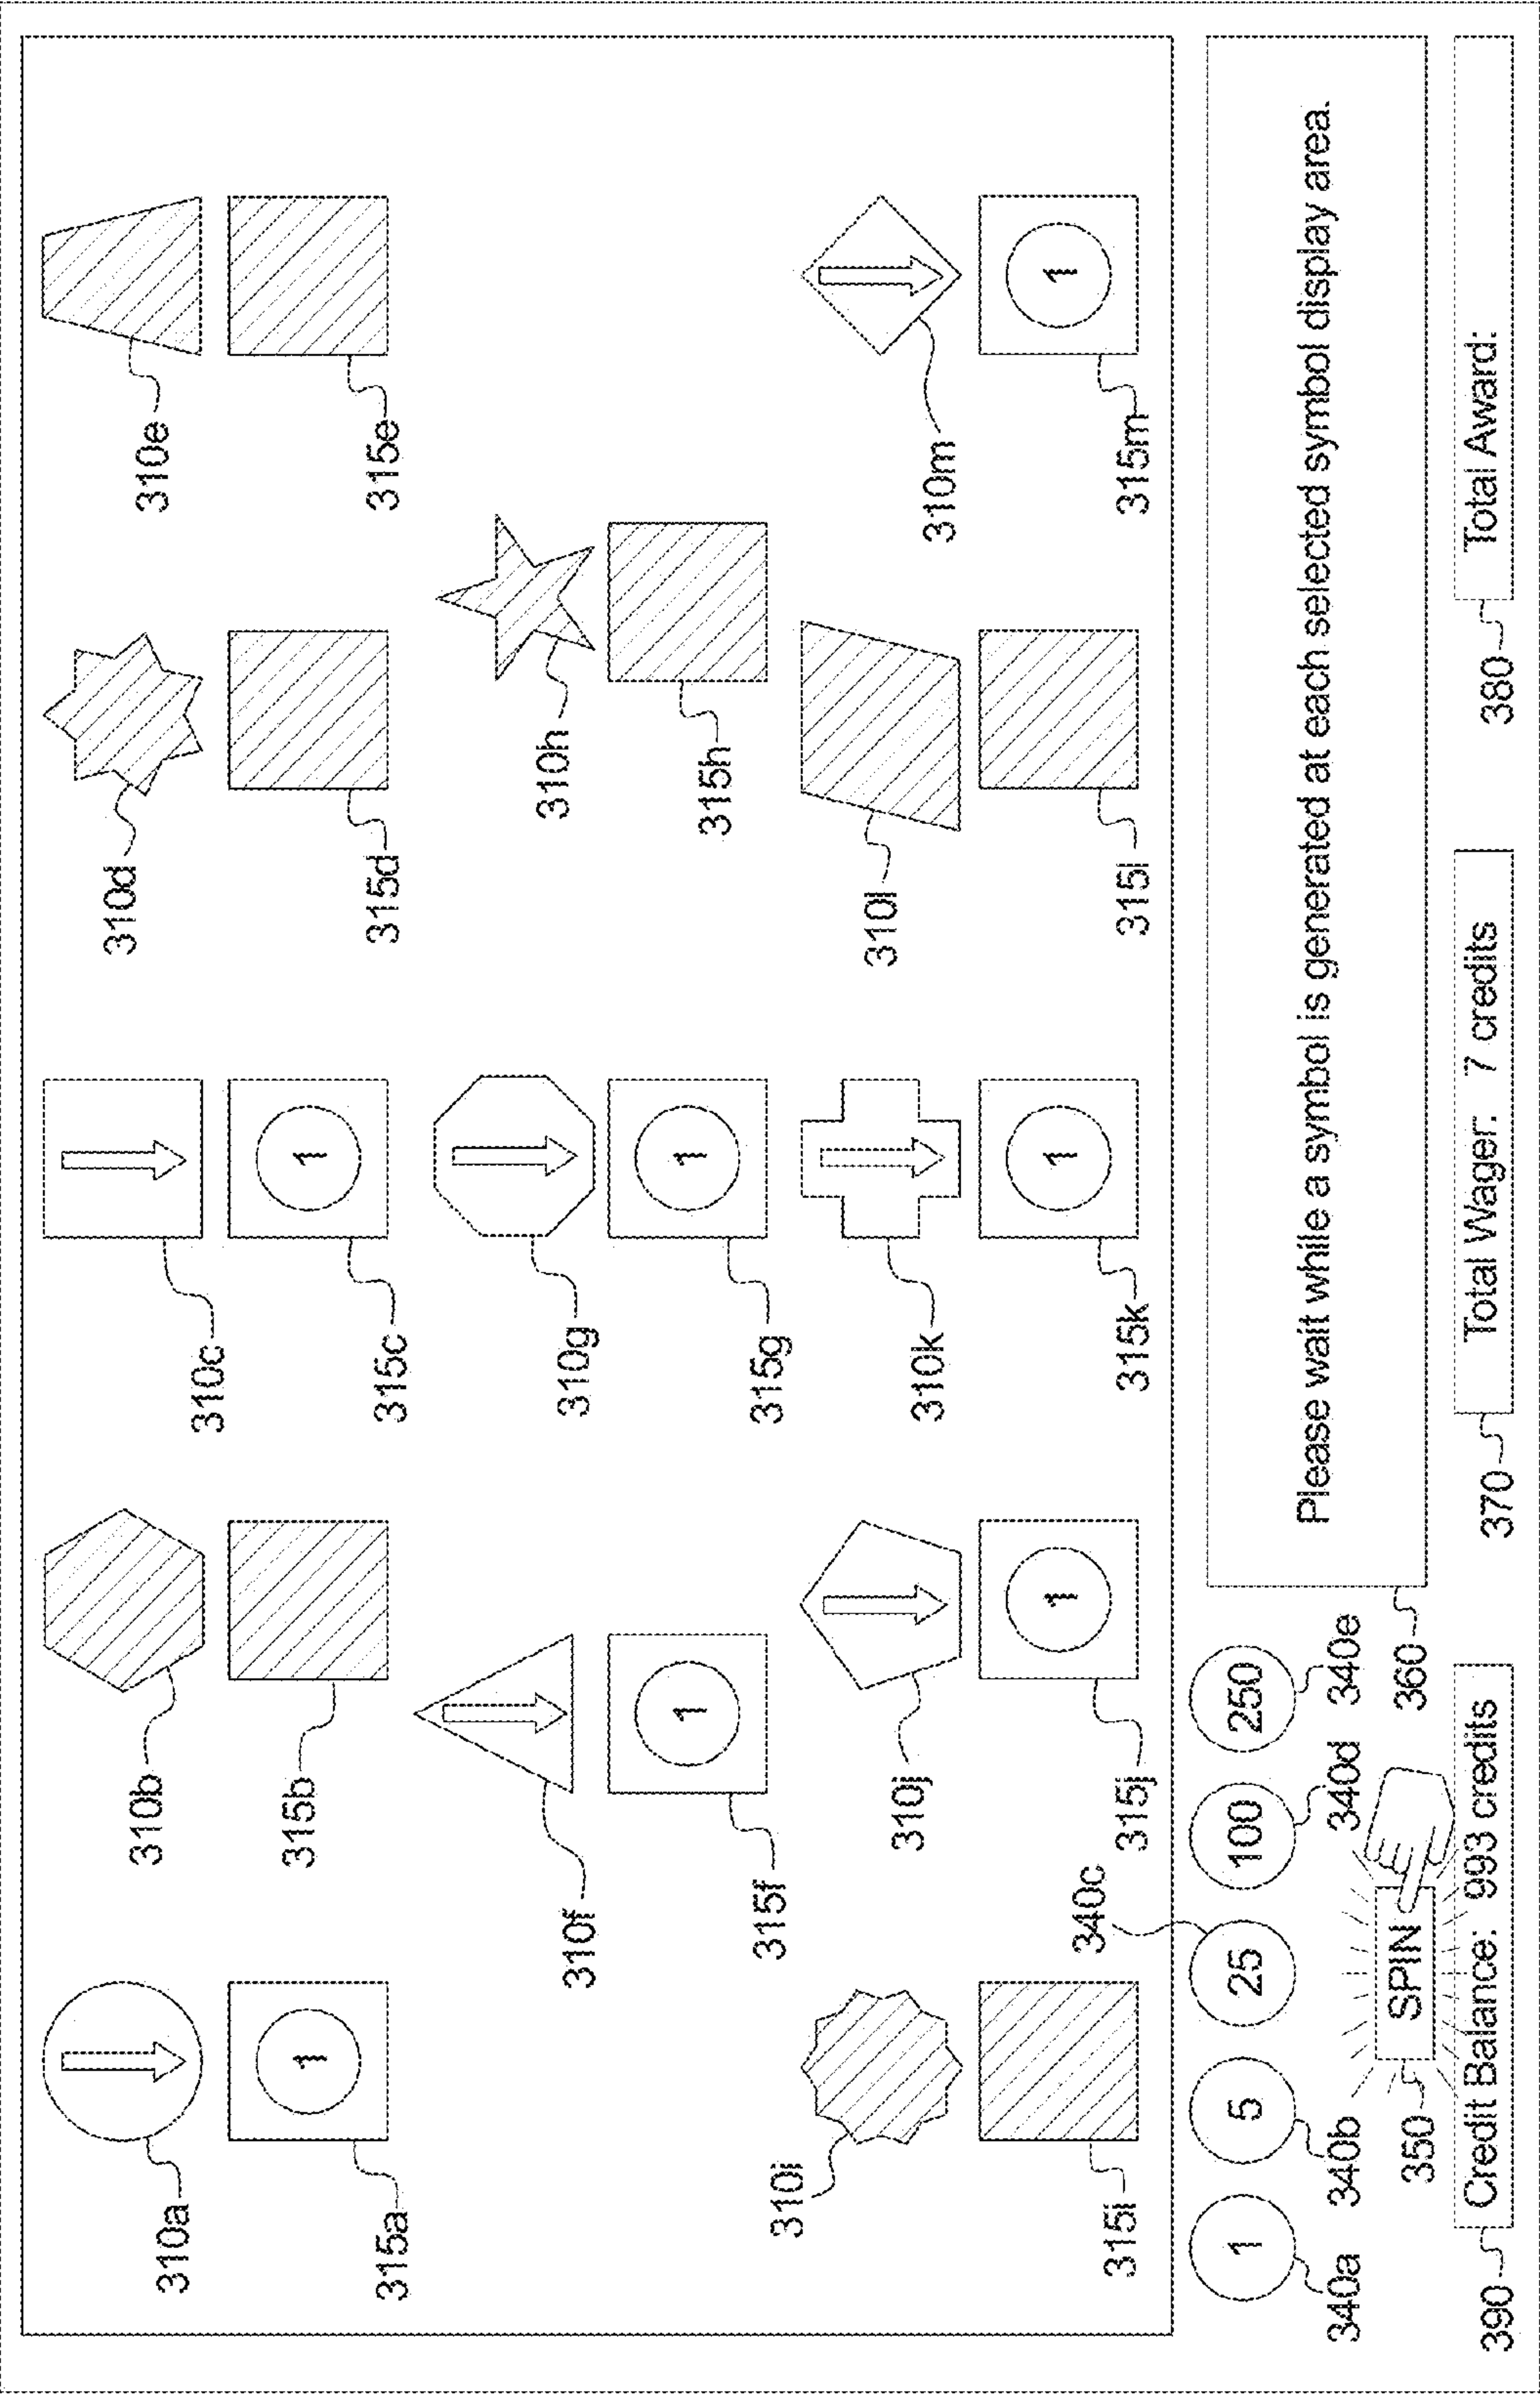 310a
310b
310c
310d
310e
315a
1
315b
315c
1
315d
315e
310f
310g
310h
315f
1
315g
1
315h
310i
310j
310k
310l
310m
315i
315j
1
315k
1
315l
315m
1
340c
1
5
25
100
250
340a
340b
340d
340e
Please wait while a symbol is generated at each selected symbol display area.
350
SPIN
360
390
Credit Balance: 993 credits
370
Total Wager: 7 credits
380
Total Award: